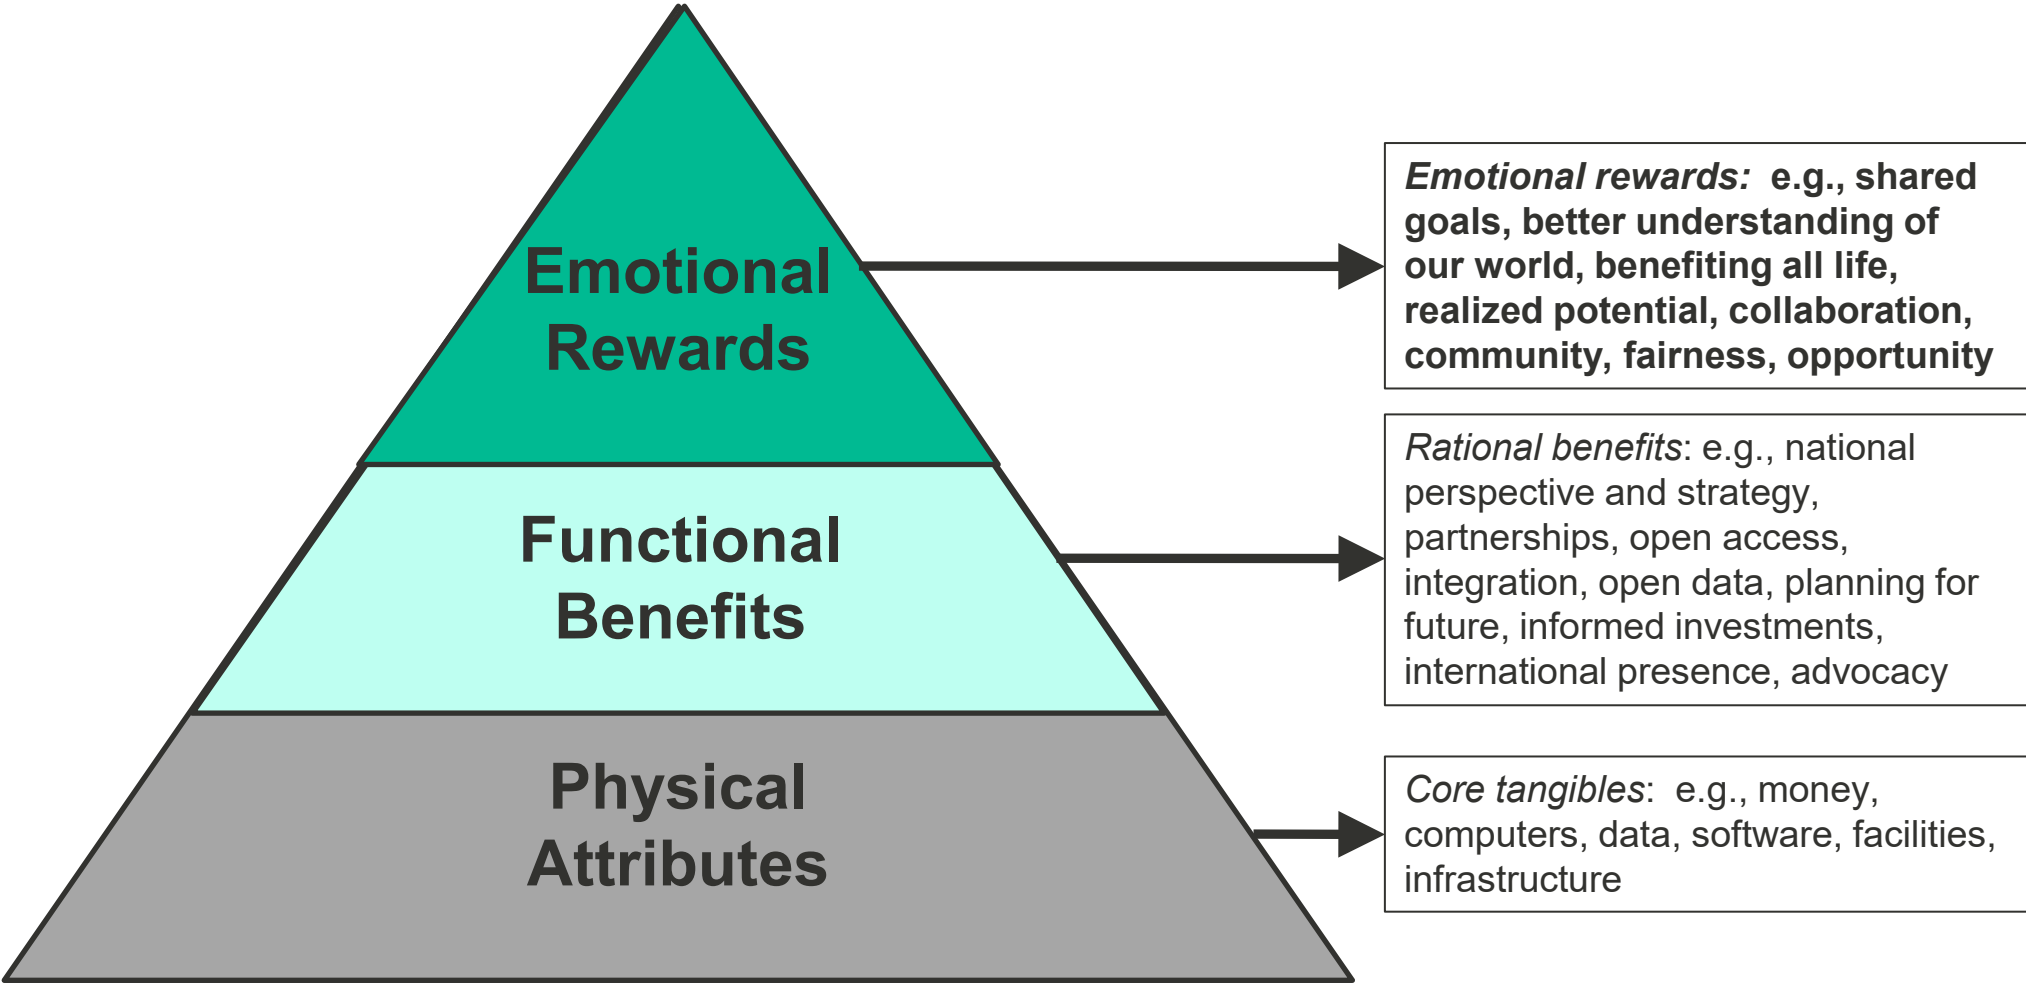 Emotional
Rewards
Emotional rewards:  e.g., shared
goals, better understanding of
our world, benefiting all life,
realized potential, collaboration,
community, fairness, opportunity
Functional
Benefits
Rational benefits: e.g., national
perspective and strategy,
partnerships, open access,
integration, open data, planning for
future, informed investments,
international presence, advocacy
Physical
Attributes
Core tangibles:  e.g., money,
computers, data, software, facilities,
infrastructure